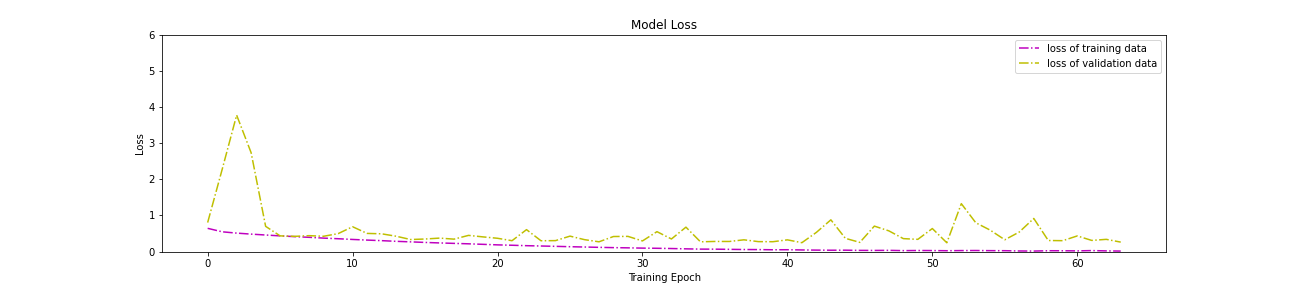 Model Loss
6
5
4
3
2
1
0
Loss
loss of training data
loss of validation data
0 10 20 30 40 50 60
Training Epoch